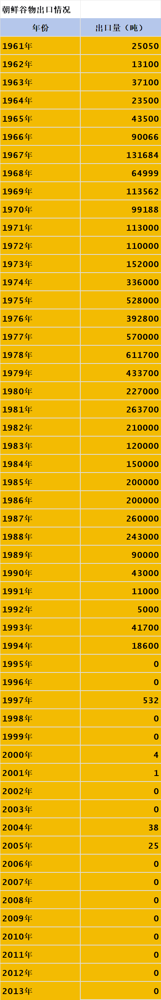 朝鲜谷物出口情况
年份 出口量（吨）
1961年 25050
1962年 13100
1963年 37100
1964年 23500
1965年 43500
1966年 90066
1967年 131684
1968年 64999
1969年 113562
1970年 99188
1971年 113000
1972年 110000
1973年 152000
1974年 336000
1975年 528000
1976年 392800
1977年 570000
1978年 611700
1979年 433700
1980年 227000
1981年 263700
1982年 210000
1983年 120000
1984年 150000
1985年 200000
1986年 200000
1987年 260000
1988年 243000
1989年 90000
1990年 43000
1991年 11000
1992年 5000
1993年 41700
1994年 18600
1995年 0
1996年 0
1997年 532
1998年 0
1999年 0
2000年 4
2001年 1
2002年 0
2003年 0
2004年 38
2005年 25
2006年 0
2007年 0
2008年 0
2009年 0
2010年 0
2011年 0
2012年 0
2013年 0